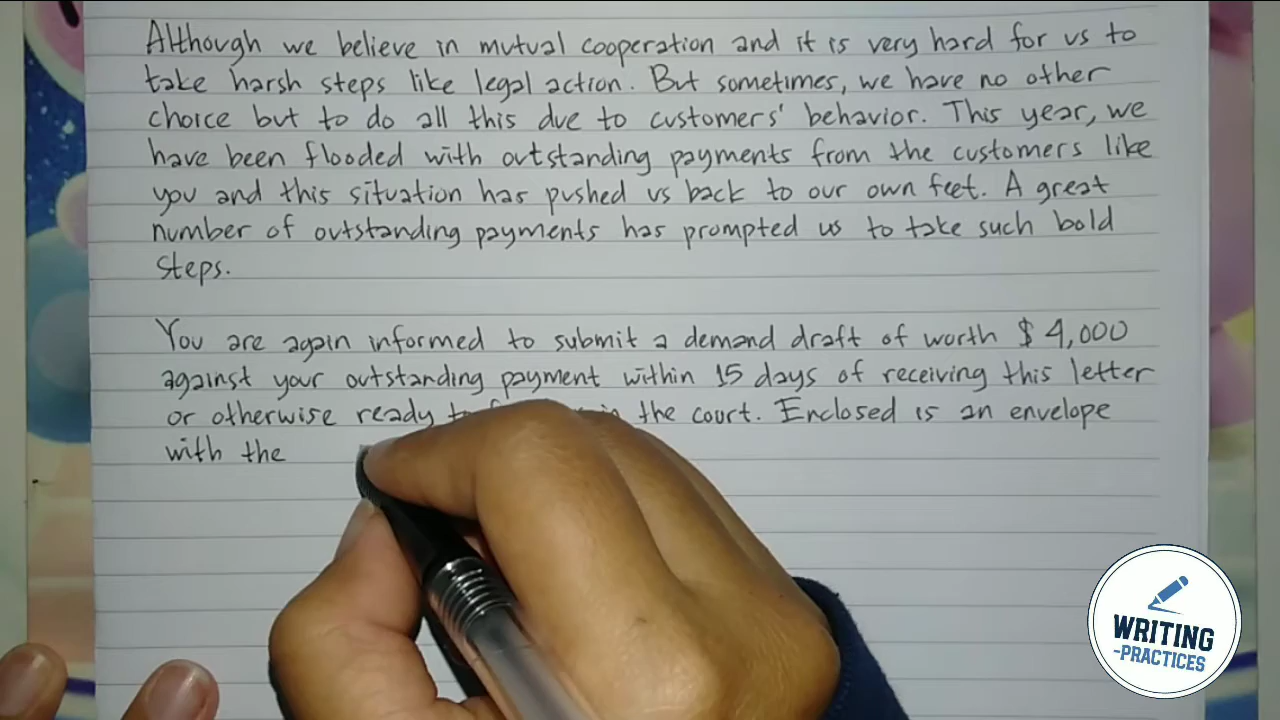 Although we believe in mutual cooperation and it is very hard for us to
take harsh steps like legal action. But sometimes, we have no other
choice but to do all this due to customers' behavior. This year, we
have been flooded with outstanding payments from the customers like
you and this situation has pushed us back to our own feet. A great
number of outstanding payments has prompted us to take such bold
steps.
You are again informed to submit a demand draft of worth $4,000
against your outstanding payment within 15 days of receiving this letter
or otherwise ready to in the court. Enclosed is an envelope
with the
WRITING
-PRACTICES